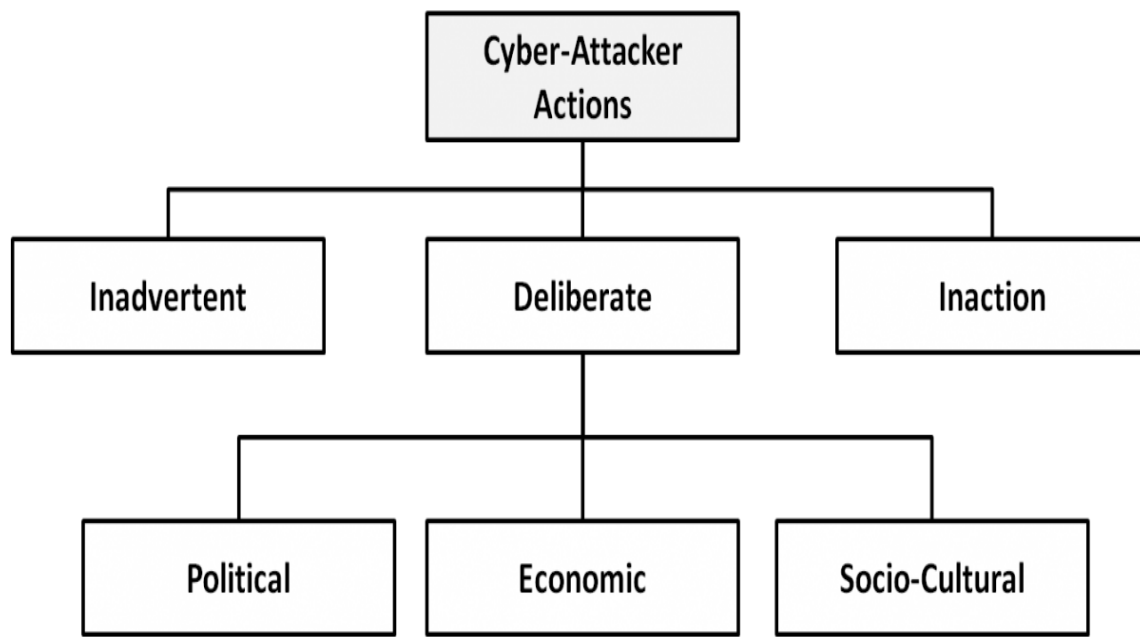 Cyber-Attacker
Actions
Inadvertent
Deliberate
Inaction
Political
Economic
Socio-Cultural